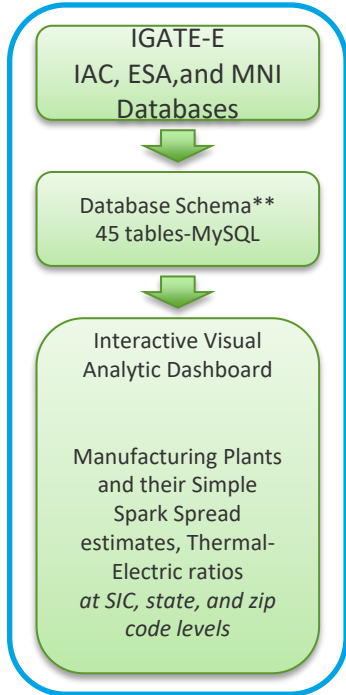 IGATE-E
IAC, ESA,and MNI
Databases
Database Schema**
45 tables-MySQL
Interactive Visual
Analytic Dashboard
Manufacturing Plants
and their Simple
Spark Spread
estimates, Thermal-
Electric ratios
at SIC, state, and zip
code levels